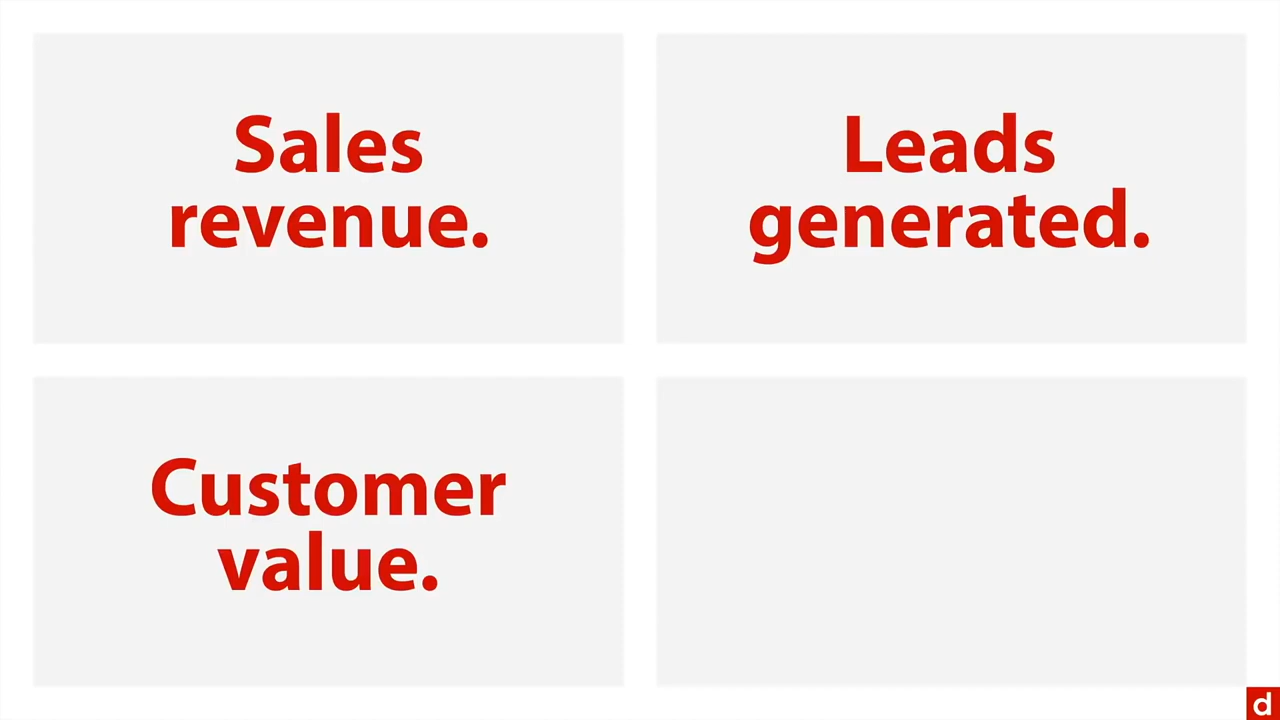 Sales
revenue.
Leads
generated.
Customer
value.
d